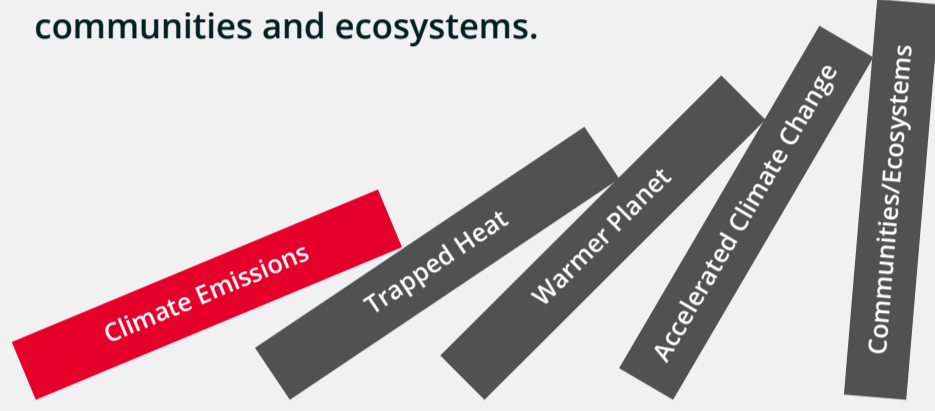 communities and ecosystems.
Climate Emissions
Trapped Heat
Warmer Planet
Accelerated Climate Change
Communities/Ecosystems